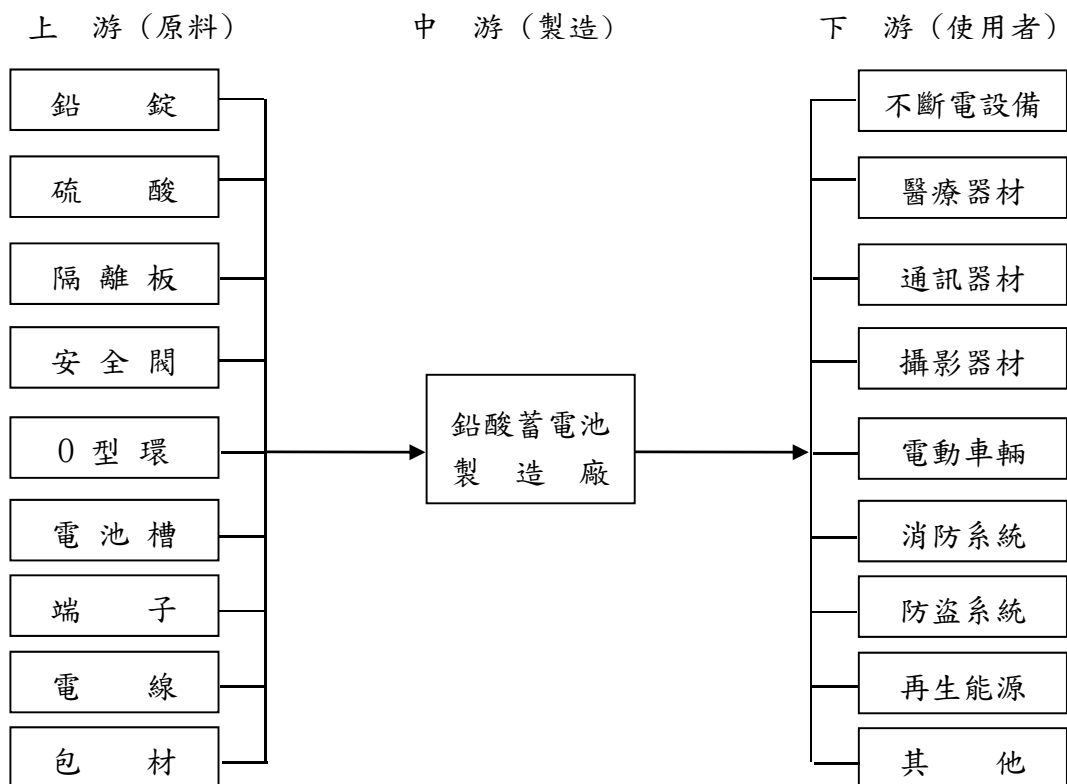 上 游（原料） 中 游（製造） 下 游（使用者）
鉛 錠
硫 酸
隔 離 板
安 全 閥
O 型 環
電 池 槽
端 子
電 線
包 材
鉛酸蓄電池
製 造 廠
不斷電設備
醫療器材
通訊器材
攝影器材
電動車輛
消防系統
防盜系統
再生能源
其 他